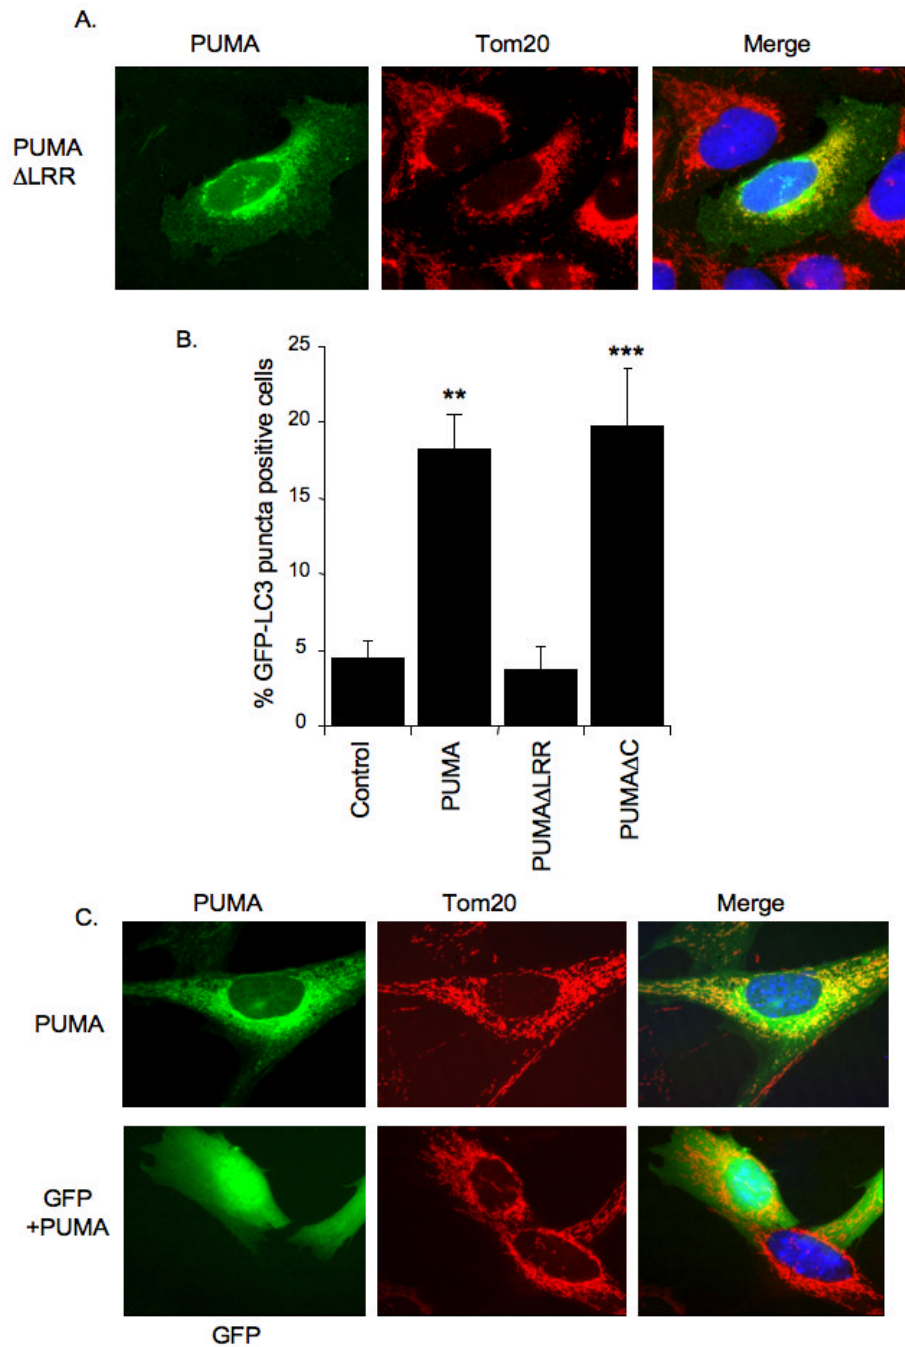 A.
PUMA Tom20 Merge
PUMA
ΔLRR
B.
25
20
15
10
5
0
% GFP-LC3 puncta positive cells
**
***
Control
PUMA
PUMAΔLRR
PUMAΔC
C.
PUMA Tom20 Merge
PUMA
GFP
+PUMA
GFP